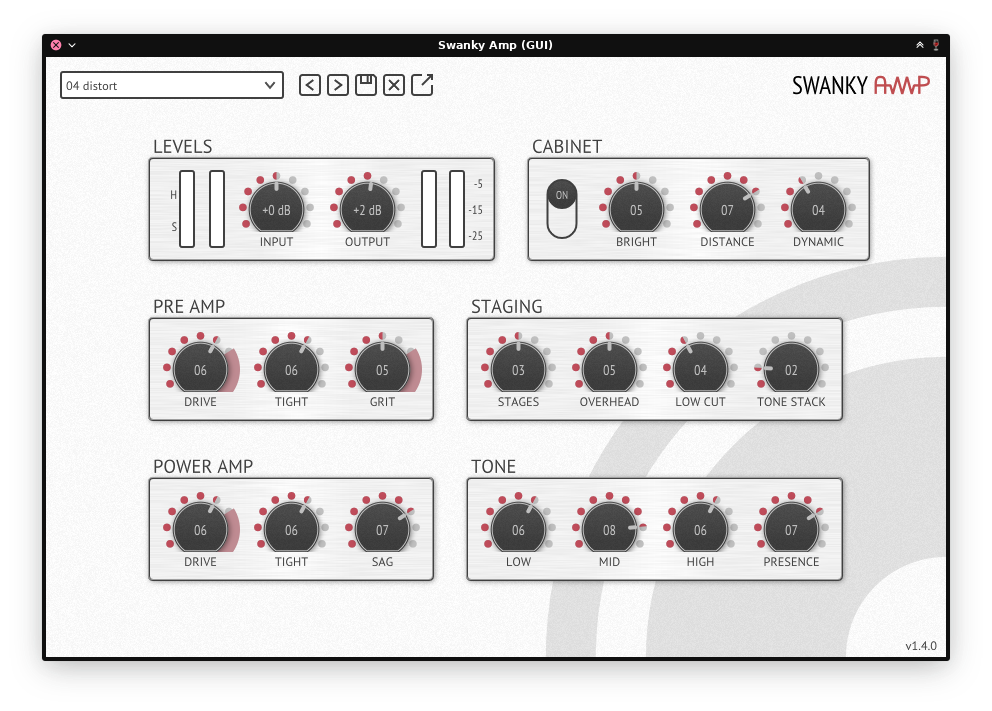 Swanky Amp (GUI)
04 distort
SWANKY AMP
LEVELS
CABINET
H
S
+0 dB
+2 dB
-5
-15
-25
INPUT
OUTPUT
ON
05
07
04
BRIGHT
DISTANCE
DYNAMIC
PRE AMP
STAGING
06
06
05
DRIVE
TIGHT
GRIT
03
05
04
02
STAGES
OVERHEAD
LOW CUT
TONE STACK
POWER AMP
TONE
06
06
07
DRIVE
TIGHT
SAG
06
08
06
07
LOW
MID
HIGH
PRESENCE
v1.4.0